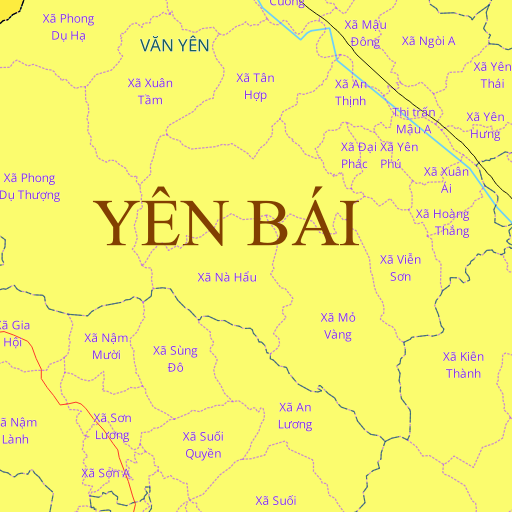 Cuông
Xã Phong
Dụ Hạ
Xã Mậu
Đông
Xã Ngòi A
VĂN YÊN
Xã Xuân
Tầm
Xã Tân
Hợp
Xã An
Thịnh
Xã Yên
Thái
Thị trấn
Mậu A
Xã Yên
Hưng
Xã Đại
Phác
Xã Yên
Phú
Xã Xuân
Ái
Xã Phong
Dụ Thượng
YÊN BÁI
Xã Hoàng
Thắng
Xã Viễn
Sơn
Xã Nà Hẩu
Xã Mỏ
Vàng
Xã Gia
Hội
Xã Nậm
Mười
Xã Sùng
Đô
Xã Kiên
Thành
Xã Nậm
Lành
Xã Sơn
Lương
Xã An
Lương
Xã Suối
Quyền
Xã Sơn A
Xã Suối